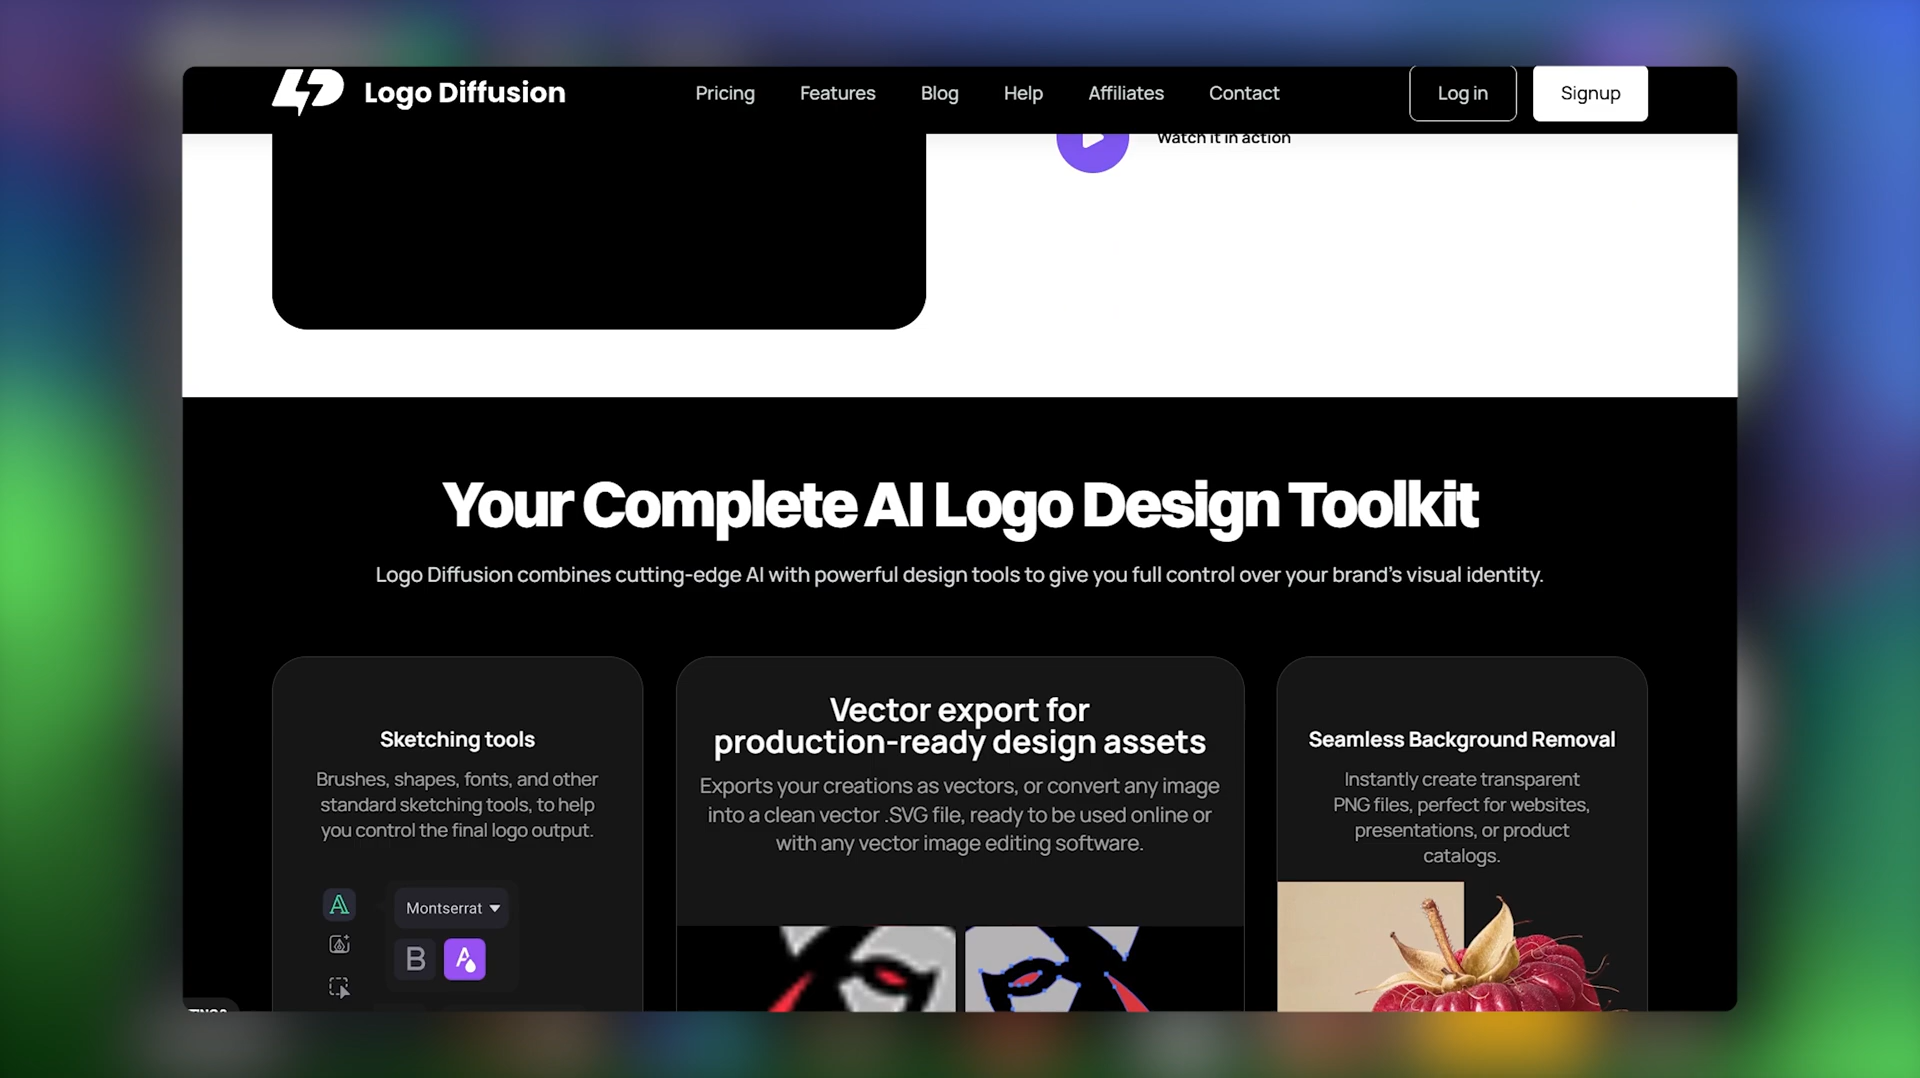 Logo Diffusion
Pricing
Features
Blog
Help
Affiliates
Contact
Log in
Signup
Watch it in action
Your Complete AI Logo Design Toolkit
Logo Diffusion combines cutting-edge AI with powerful design tools to give you full control over your brand's visual identity.
Sketching tools
Brushes, shapes, fonts, and other
standard sketching tools, to help
you control the final logo output.
Montserrat
B
Vector export for
production-ready design assets
Exports your creations as vectors, or convert any image
into a clean vector .SVG file, ready to be used online or
with any vector image editing software.
Seamless Background Removal
Instantly create transparent
PNG files, perfect for websites,
presentations, or product
catalogs.